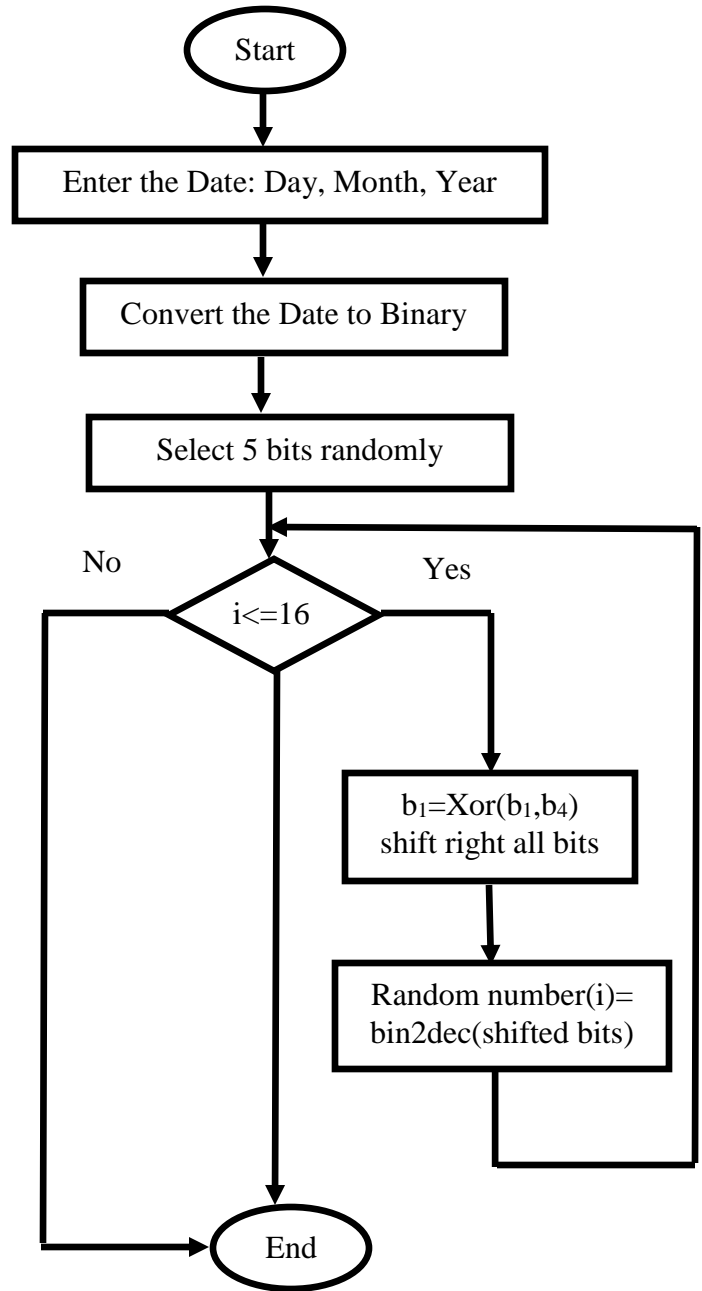 Start
Enter the Date: Day, Month, Year
Convert the Date to Binary
Select 5 bits randomly
No
Yes
i<=16
b₁=Xor(b₁,b₄)
shift right all bits
Random number(i)=
bin2dec(shifted bits)
End